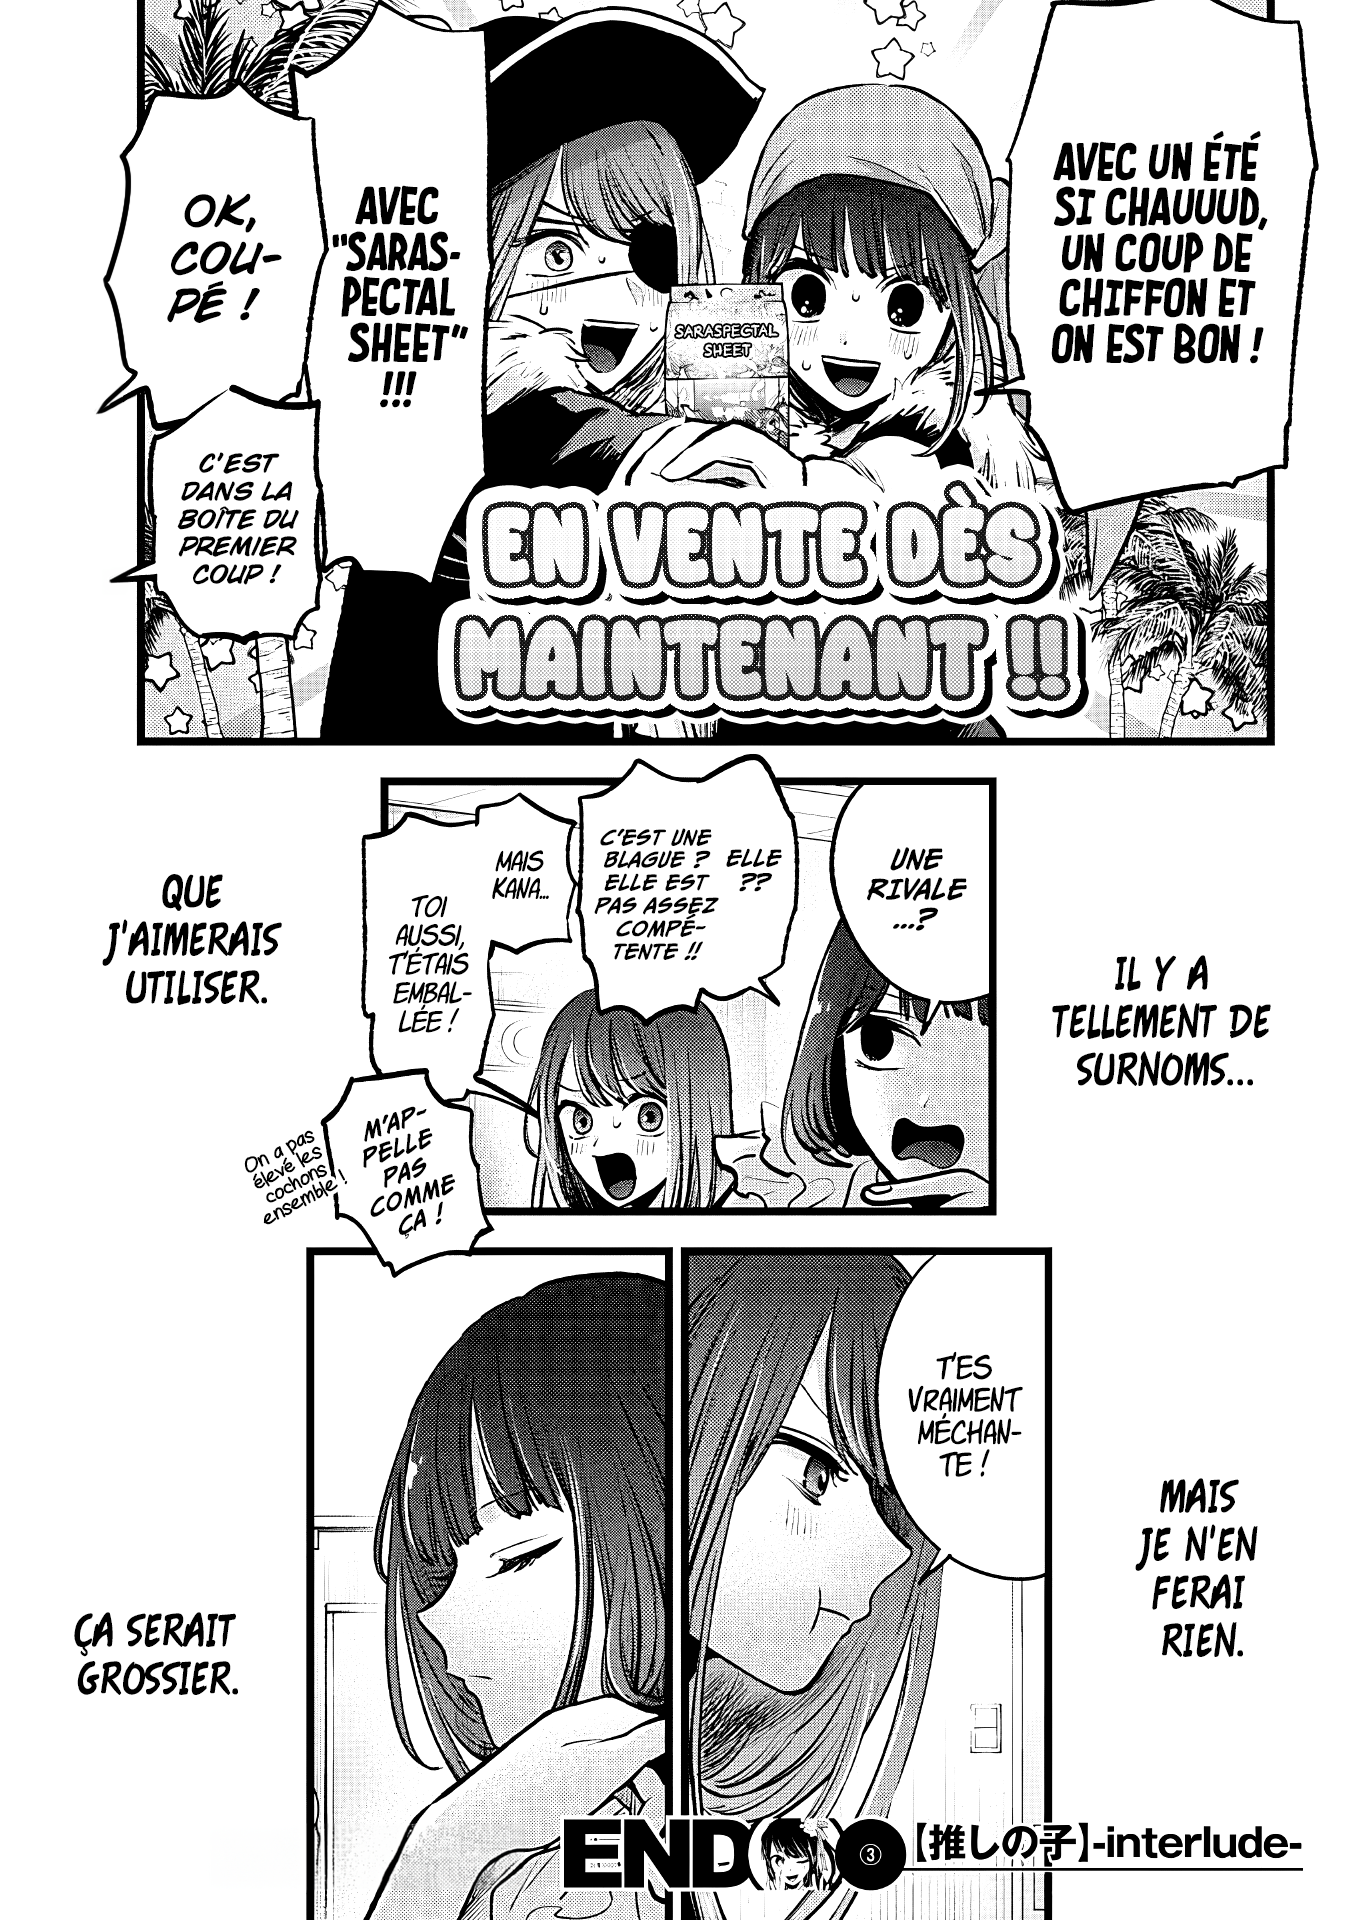 AVEC UN ÉTÉ
SI CHAUUUD,
UN COUP DE
CHIFFON ET
ON EST BON !
SARASPECTAL
SHEET
AVEC
"SARAS-
PECTAL
SHEET"
!!!
OK,
COU-
PÉ !
C'EST
DANS LA
BOÎTE DU
PREMIER
COUP !
EN VENTE DÈS
MAINTENANT !!
IL Y A
TELLEMENT DE
SURNOMS...
UNE
RIVALE
...?
ELLE
??
C'EST UNE
BLAGUE ?
ELLE EST
PAS ASSEZ
COMPÉ-
TENTE !!
MAIS
KANA...
TOI
AUSSI,
T'ÉTAIS
EMBAL-
LÉE !
M'AP-
PELLE
PAS
COMME
ÇA !
On a pas
élevé les
cochons
ensemble !
QUE
J'AIMERAIS
UTILISER.
T'ES
VRAIMENT
MÉCHAN-
TE !
MAIS
JE N'EN
FERAI
RIEN.
ÇA SERAIT
GROSSIER.
END 3 【推しの子】-interlude-